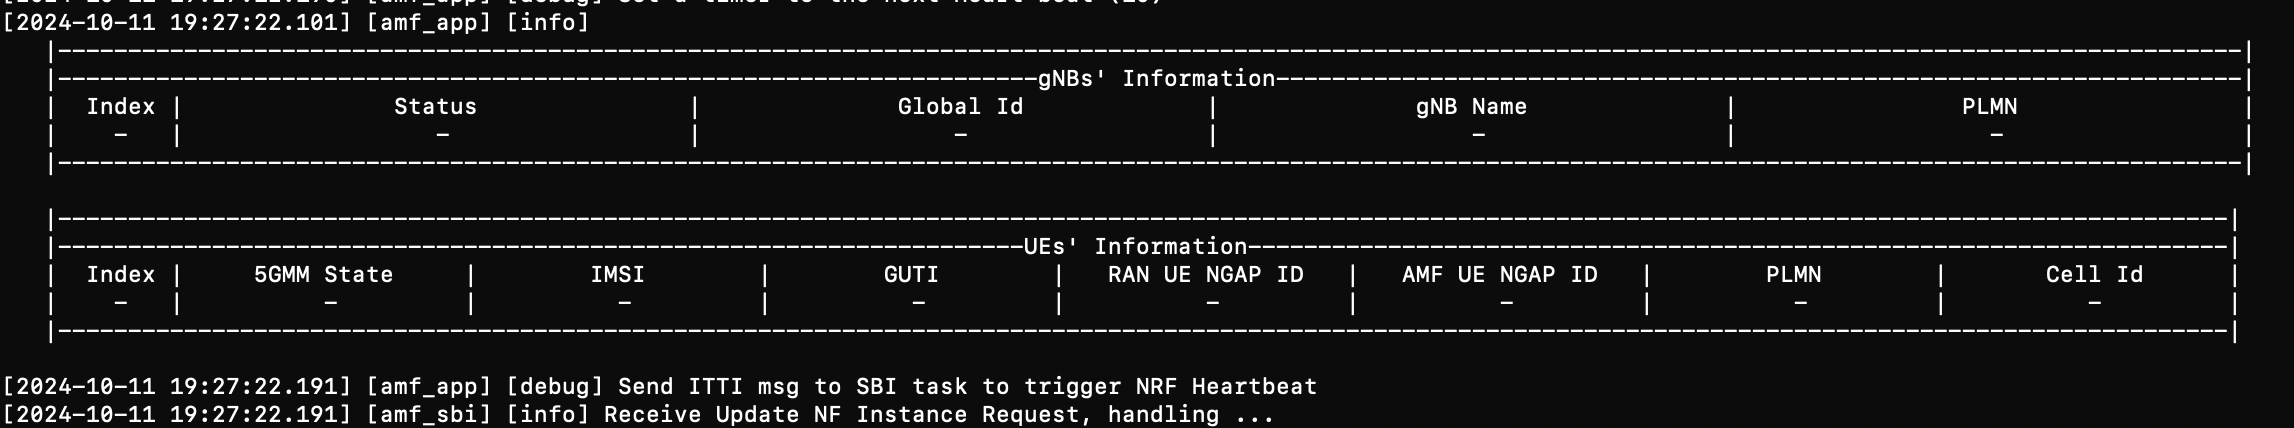 [2024-10-11 19:27:22.101] [amf_app] [info]
|----------------------------------------------------------------------------------------------------------------------------------------------------------|
|---------------------------------------------------------------------gNBs' Information--------------------------------------------------------------------|
| Index | Status | Global Id | gNB Name | PLMN |
| - | - | - | - | - |
|----------------------------------------------------------------------------------------------------------------------------------------------------------|
|---------------------------------------------------------------------------------------------------------------------------------------------------------|
|--------------------------------------------------------------------UEs' Information---------------------------------------------------------------------|
| Index | 5GMM State | IMSI | GUTI | RAN UE NGAP ID | AMF UE NGAP ID | PLMN | Cell Id |
| - | - | - | - | - | - | - | - |
|---------------------------------------------------------------------------------------------------------------------------------------------------------|
[2024-10-11 19:27:22.191] [amf_app] [debug] Send ITTI msg to SBI task to trigger NRF Heartbeat
[2024-10-11 19:27:22.191] [amf_sbi] [info] Receive Update NF Instance Request, handling ...